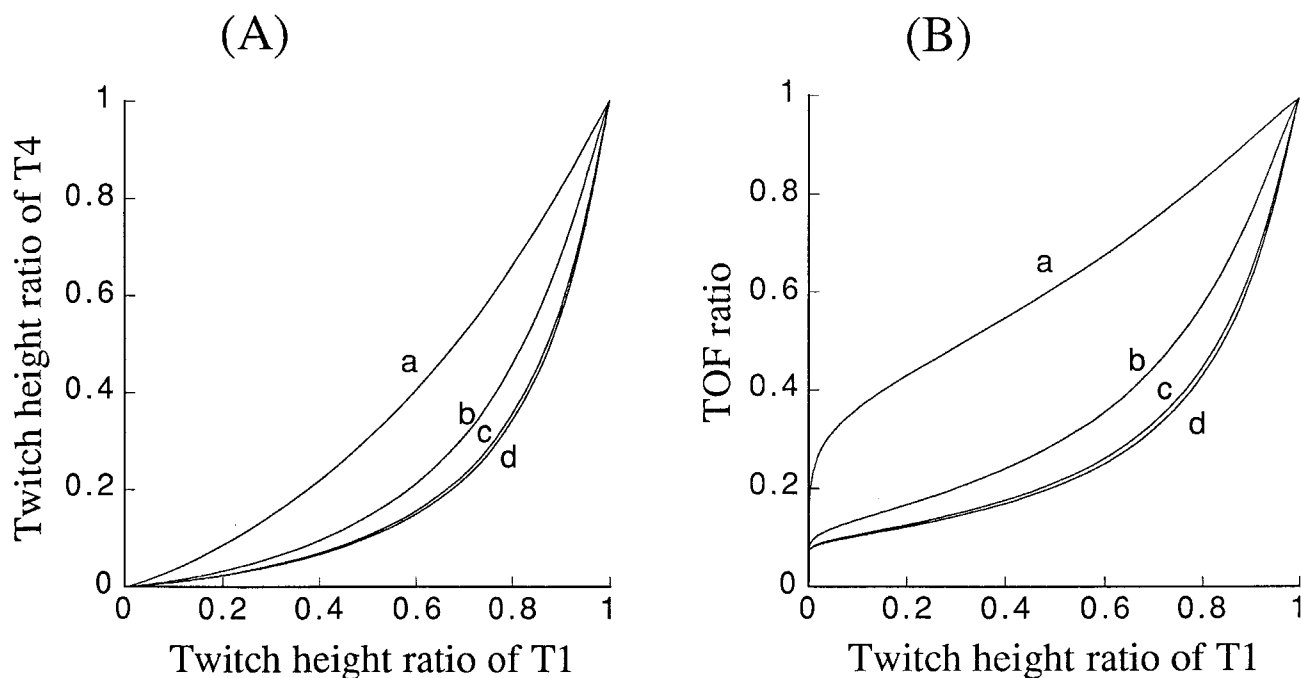 (A)
Twitch height ratio of T4
1
0.8
0.6
0.4
0.2
0
a
b
c
d
0 0.2 0.4 0.6 0.8 1
Twitch height ratio of T1
(B)
TOF ratio
1
0.8
0.6
0.4
0.2
0
a
b
c
d
0 0.2 0.4 0.6 0.8 1
Twitch height ratio of T1